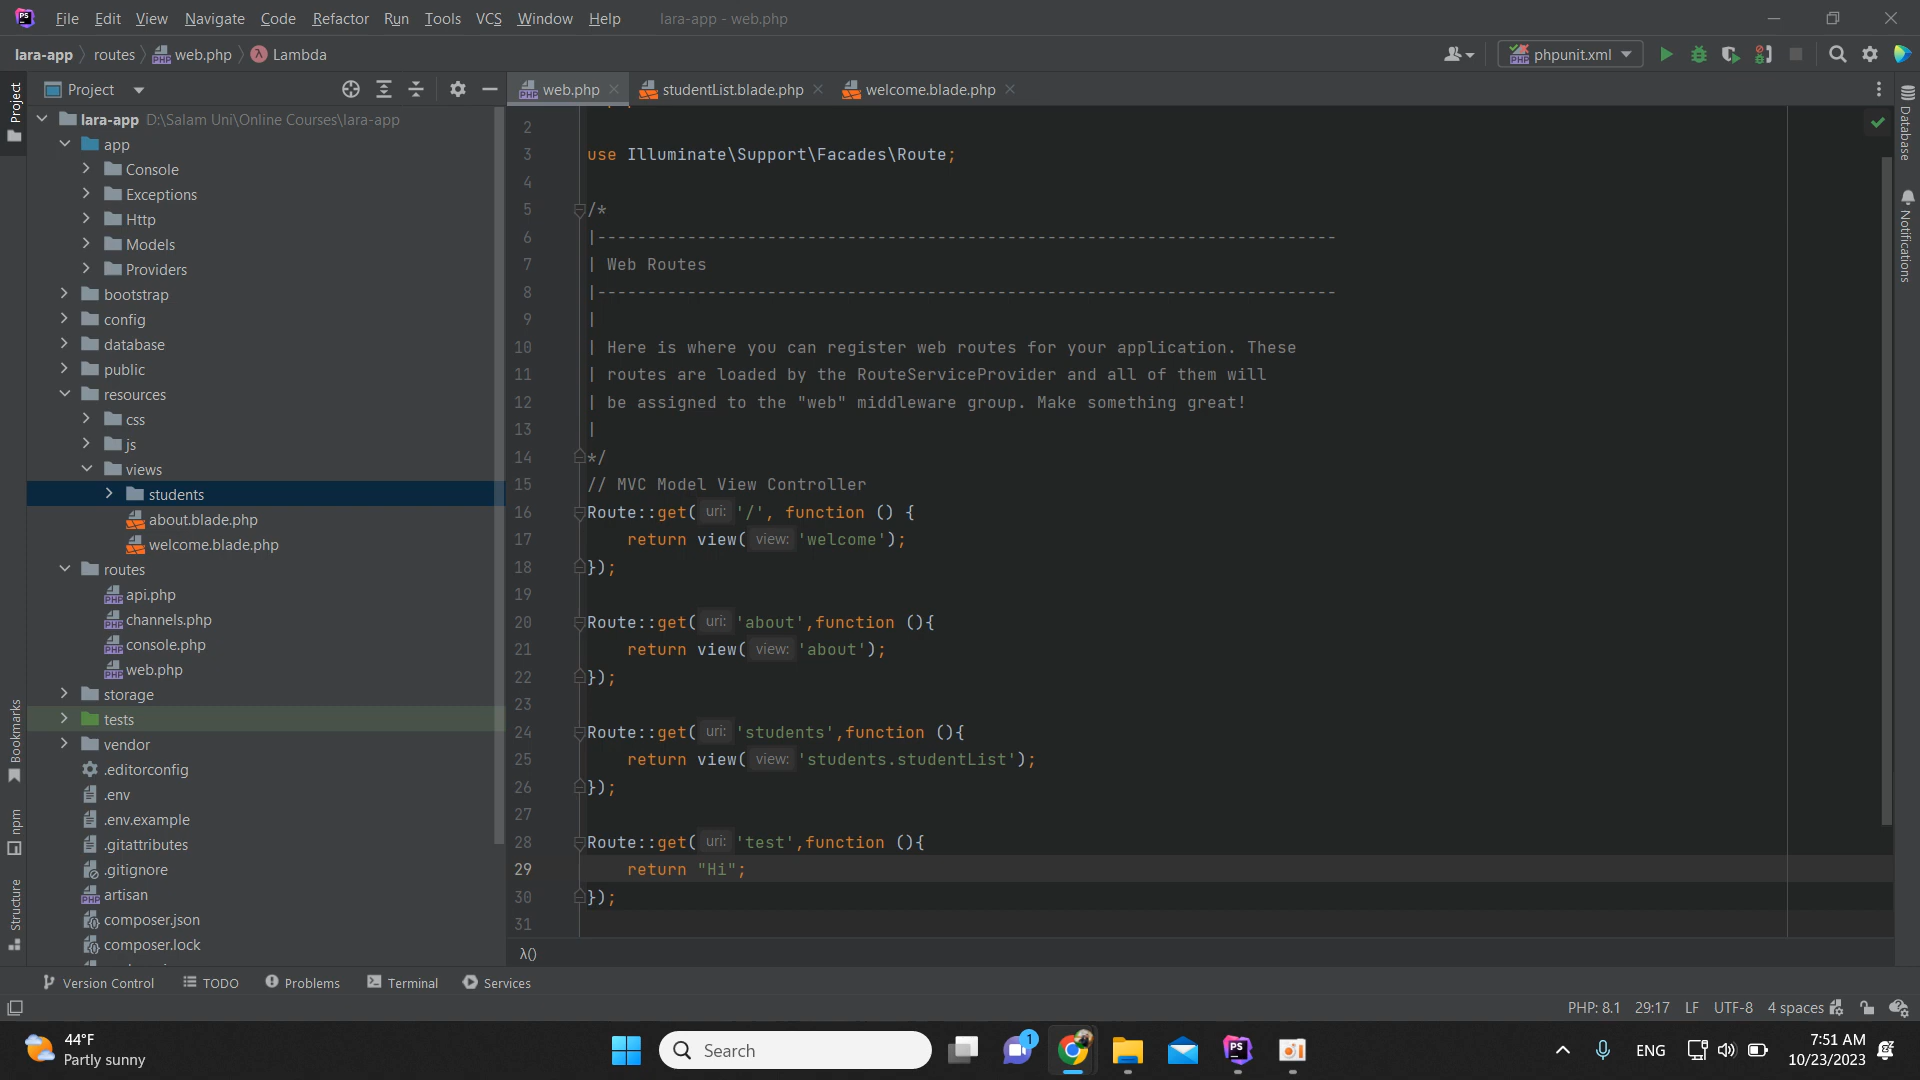 PS File Edit View Navigate Code Refactor Run Tools VCS Window Help lara-app - web.php
lara-app routes web.php λ Lambda phpunit.xml
Project
web.php studentList.blade.php welcome.blade.php
Project
Bookmarks
npm
Structure
lara-app D:\Salam Uni\Online Courses\lara-app
app
Console
Exceptions
Http
Models
Providers
bootstrap
config
database
public
resources
css
js
views
students
about.blade.php
welcome.blade.php
routes
api.php
channels.php
console.php
web.php
storage
tests
vendor
.editorconfig
.env
.env.example
.gitattributes
.gitignore
artisan
composer.json
composer.lock
2
3 use Illuminate\Support\Facades\Route;
4
5 /*
6 |--------------------------------------------------------------------------
7 | Web Routes
8 |--------------------------------------------------------------------------
9 |
10 | Here is where you can register web routes for your application. These
11 | routes are loaded by the RouteServiceProvider and all of them will
12 | be assigned to the "web" middleware group. Make something great!
13 |
14 */
15 // MVC Model View Controller
16 Route::get( uri: '/', function () {
17 return view( view: 'welcome');
18 });
19
20 Route::get( uri: 'about',function (){
21 return view( view: 'about');
22 });
23
24 Route::get( uri: 'students',function (){
25 return view( view: 'students.studentList');
26 });
27
28 Route::get( uri: 'test',function (){
29 return "Hi";
30 });
31
λ()
Database
Notifications
Version Control TODO Problems Terminal Services
PHP: 8.1 29:17 LF UTF-8 4 spaces
44°F
Partly sunny
Search
1
PS
ENG
7:51 AM
10/23/2023